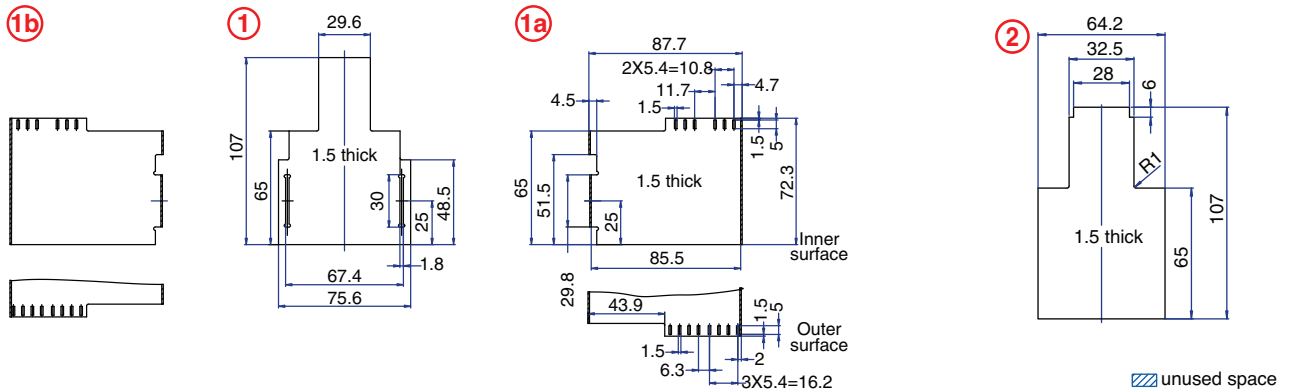 1b
1
29.6
107
65
1.5 thick
30
25
48.5
1.8
67.4
75.6
1a
87.7
2X5.4=10.8
4.7
11.7
4.5
1.5
1.5
5
65
51.5
1.5 thick
25
72.3
Inner
surface
85.5
29.8
43.9
1.5
5
Outer
surface
1.5
2
6.3
3X5.4=16.2
2
64.2
32.5
28
6
R1
107
1.5 thick
65
unused space